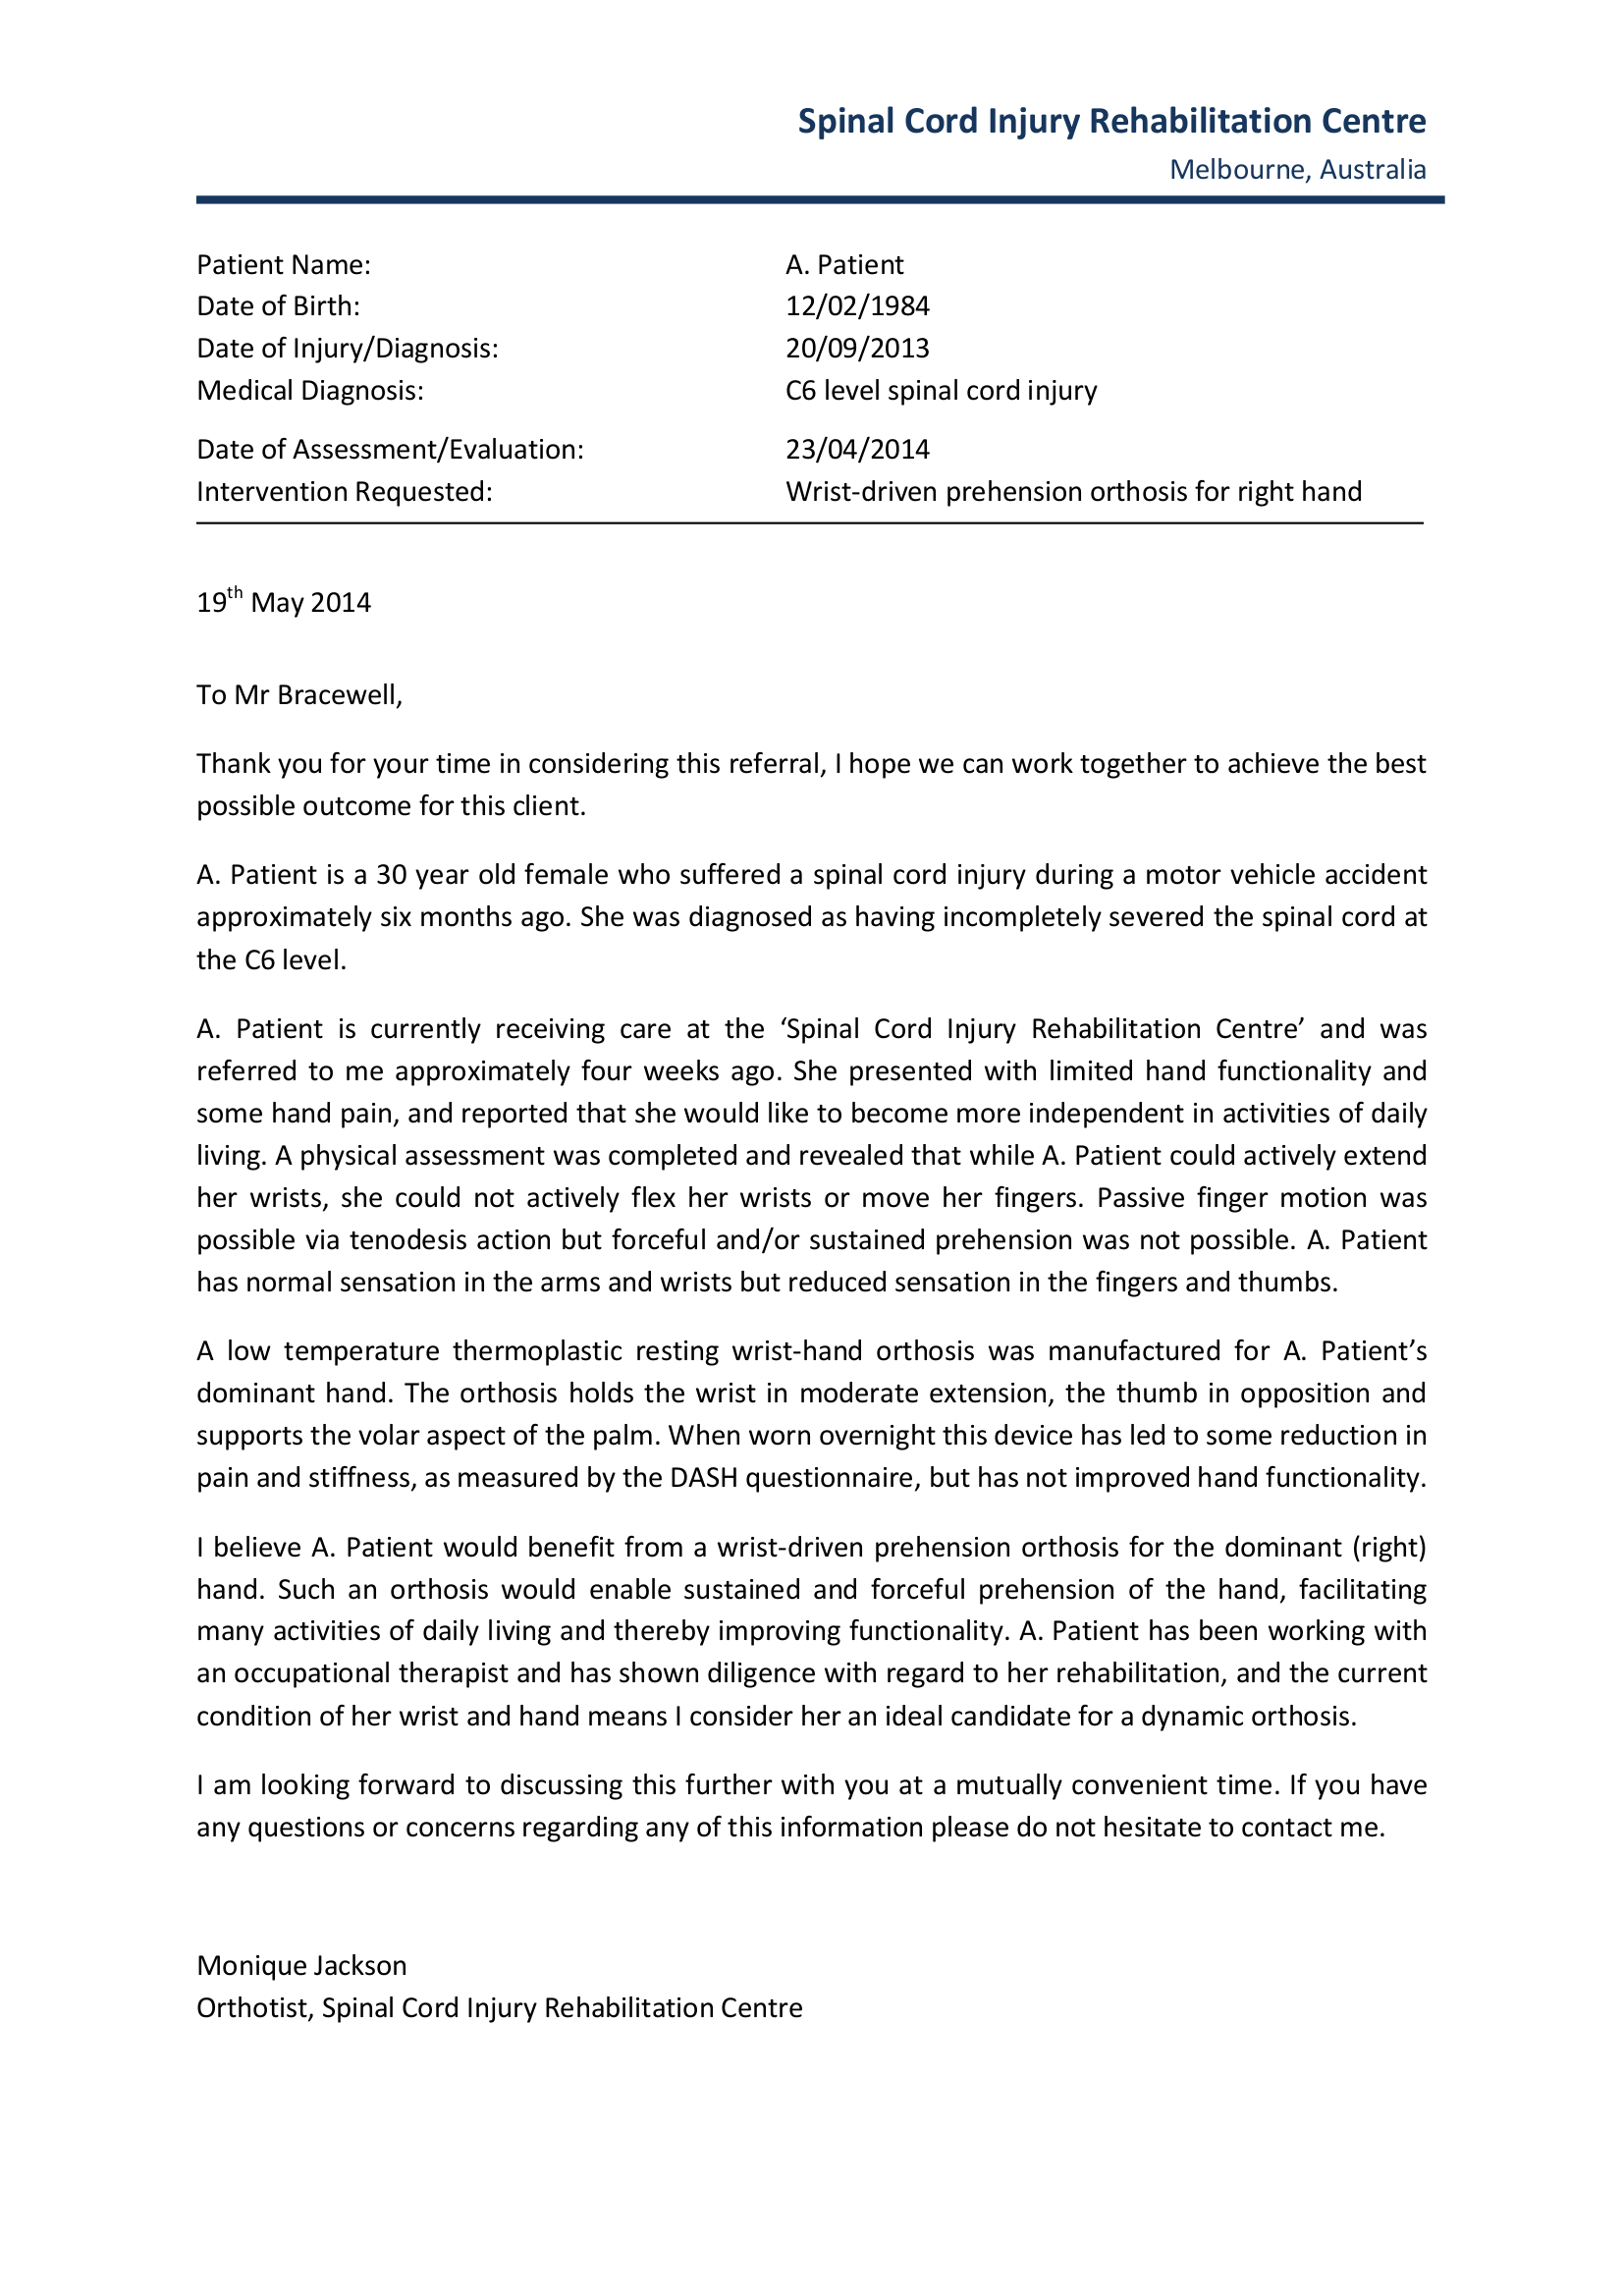 Spinal Cord Injury Rehabilitation Centre
Melbourne, Australia
Patient Name: A. Patient
Date of Birth: 12/02/1984
Date of Injury/Diagnosis: 20/09/2013
Medical Diagnosis: C6 level spinal cord injury
Date of Assessment/Evaluation: 23/04/2014
Intervention Requested: Wrist-driven prehension orthosis for right hand
19th May 2014
To Mr Bracewell,
Thank you for your time in considering this referral, I hope we can work together to achieve the best
possible outcome for this client.
A. Patient is a 30 year old female who suffered a spinal cord injury during a motor vehicle accident
approximately six months ago. She was diagnosed as having incompletely severed the spinal cord at
the C6 level.
A. Patient is currently receiving care at the ‘Spinal Cord Injury Rehabilitation Centre’ and was
referred to me approximately four weeks ago. She presented with limited hand functionality and
some hand pain, and reported that she would like to become more independent in activities of daily
living. A physical assessment was completed and revealed that while A. Patient could actively extend
her wrists, she could not actively flex her wrists or move her fingers. Passive finger motion was
possible via tenodesis action but forceful and/or sustained prehension was not possible. A. Patient
has normal sensation in the arms and wrists but reduced sensation in the fingers and thumbs.
A low temperature thermoplastic resting wrist-hand orthosis was manufactured for A. Patient’s
dominant hand. The orthosis holds the wrist in moderate extension, the thumb in opposition and
supports the volar aspect of the palm. When worn overnight this device has led to some reduction in
pain and stiffness, as measured by the DASH questionnaire, but has not improved hand functionality.
I believe A. Patient would benefit from a wrist-driven prehension orthosis for the dominant (right)
hand. Such an orthosis would enable sustained and forceful prehension of the hand, facilitating
many activities of daily living and thereby improving functionality. A. Patient has been working with
an occupational therapist and has shown diligence with regard to her rehabilitation, and the current
condition of her wrist and hand means I consider her an ideal candidate for a dynamic orthosis.
I am looking forward to discussing this further with you at a mutually convenient time. If you have
any questions or concerns regarding any of this information please do not hesitate to contact me.
Monique Jackson
Orthotist, Spinal Cord Injury Rehabilitation Centre